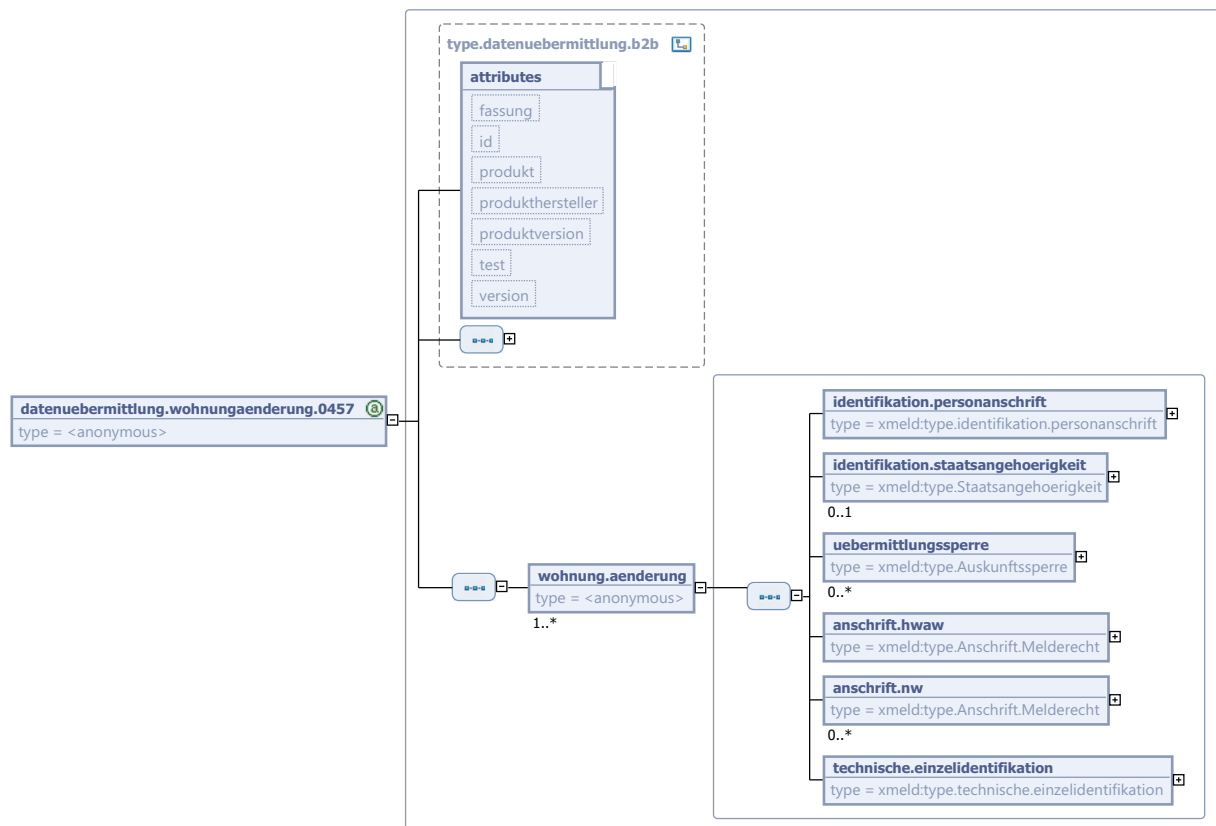 type.datenuebermittlung.b2b
attributes
fassung
id
produkt
produkthersteller
produktversion
test
version
datenuebermittlung.wohnungaenderung.0457 a
type = <anonymous>
wohnung.aenderung
type = <anonymous>
1..*
identifikation.personanschrift
type = xmeld:type.identifikation.personanschrift
identifikation.staatsangehoerigkeit
type = xmeld:type.Staatsangehoerigkeit
0..1
uebermittlungssperre
type = xmeld:type.Auskunftssperre
0..*
anschrift.hwaw
type = xmeld:type.Anschrift.Melderecht
anschrift.nw
type = xmeld:type.Anschrift.Melderecht
0..*
technische.einzelidentifikation
type = xmeld:type.technische.einzelidentifikation